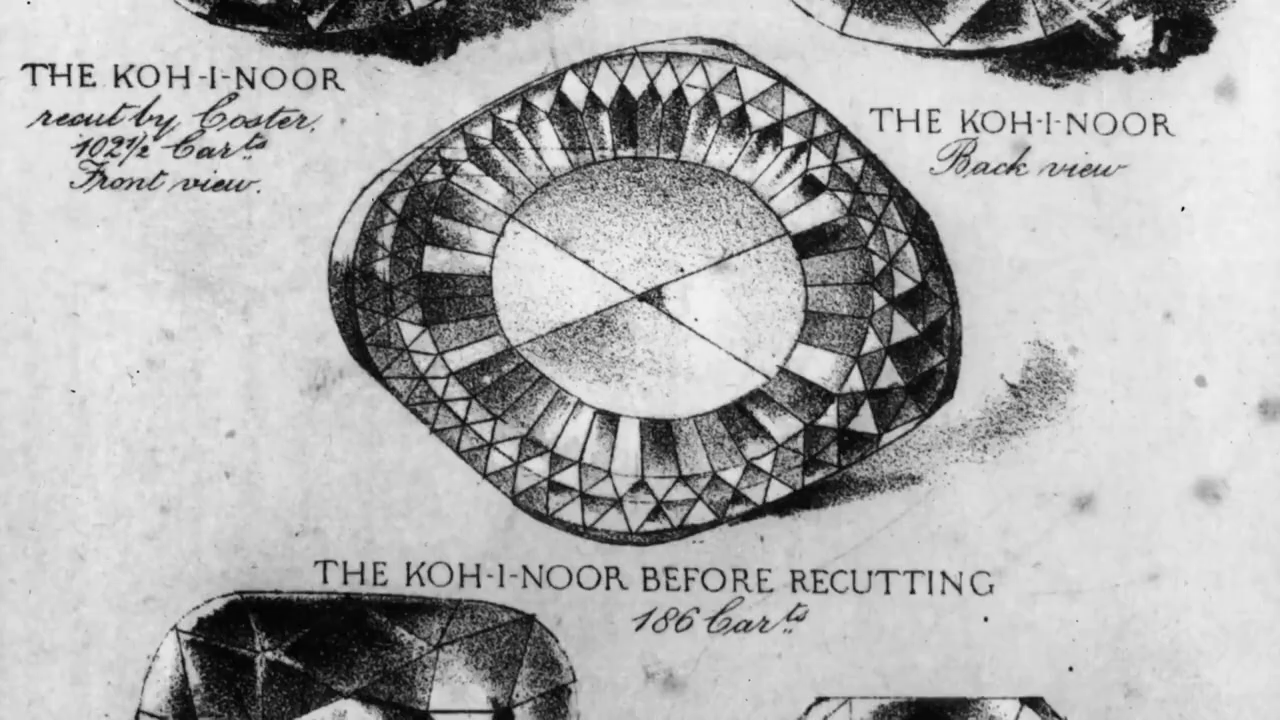 THE KOH-I-NOOR
recut by Coster.
102½ Carts
Front view.
THE KOH-I-NOOR
Back view
THE KOH-I-NOOR BEFORE RECUTTING
186 Carts